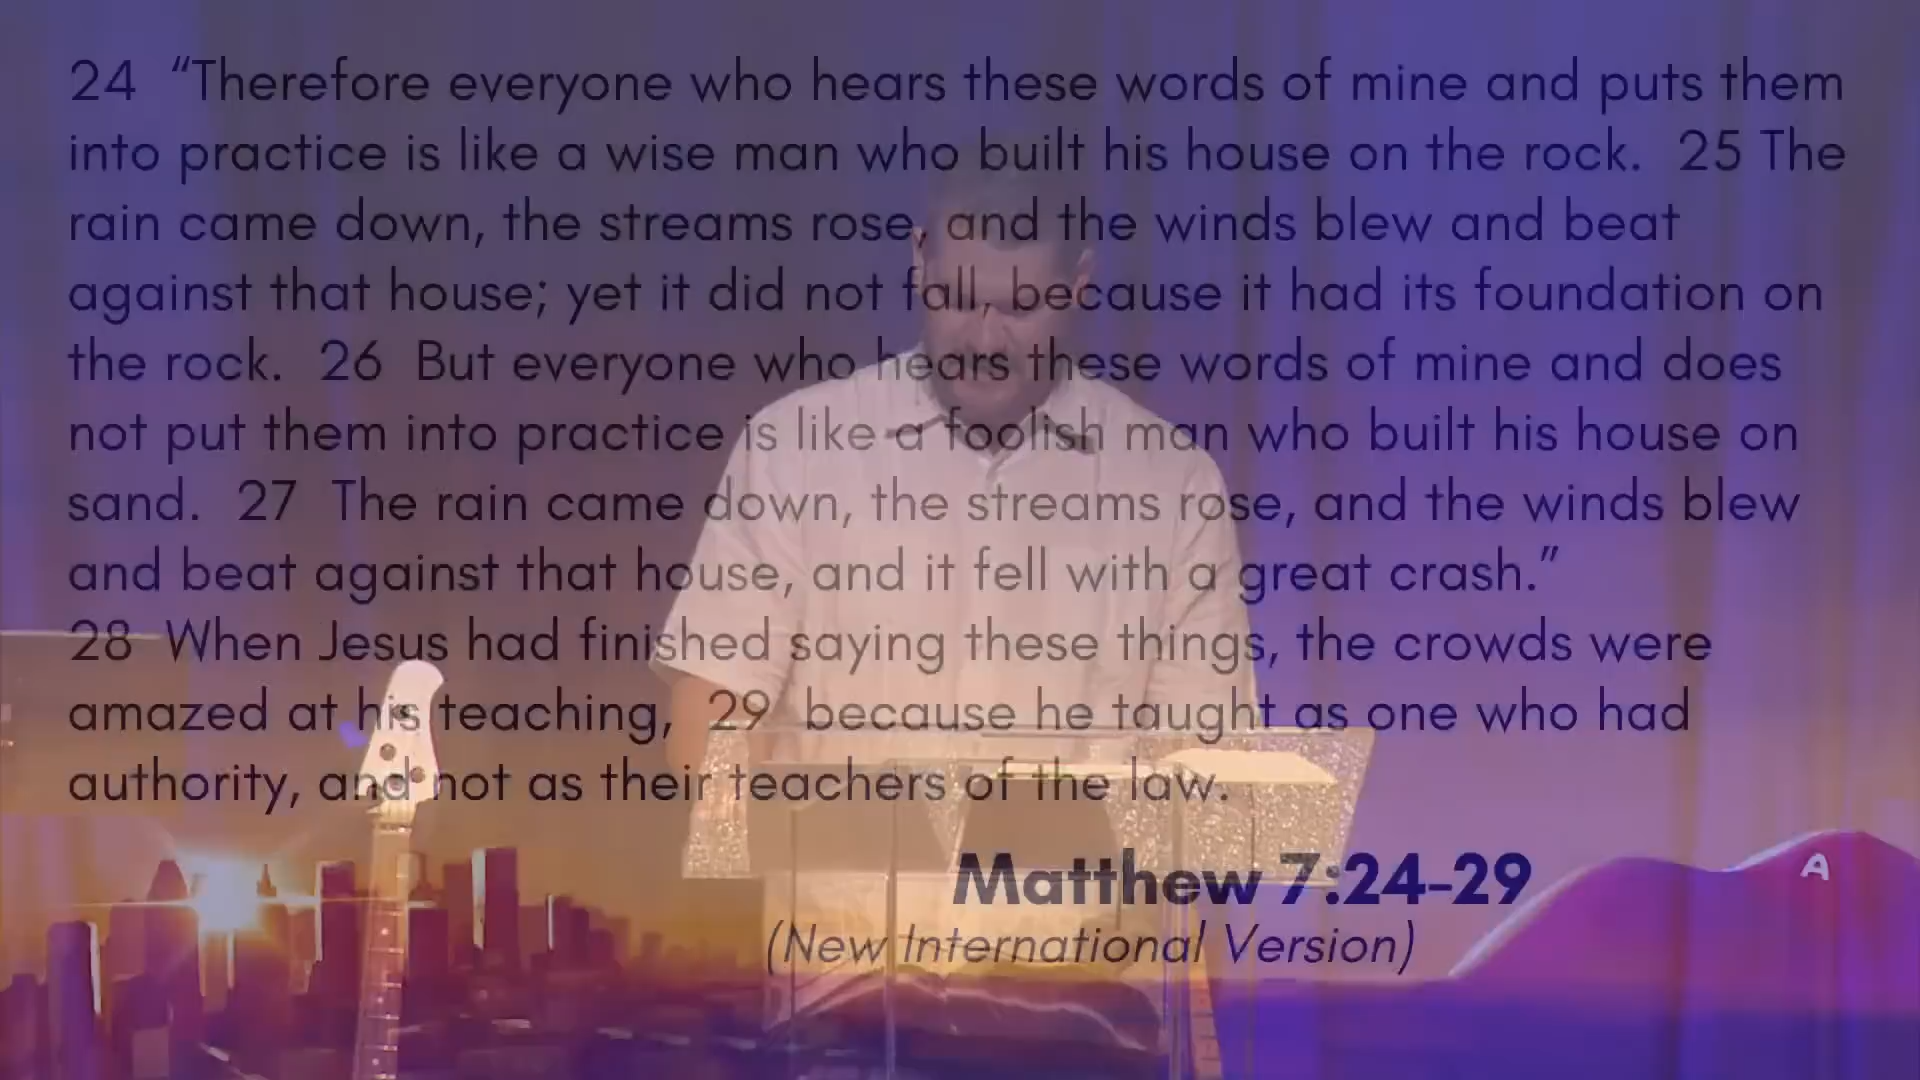 24 “Therefore everyone who hears these words of mine and puts them
into practice is like a wise man who built his house on the rock. 25 The
rain came down, the streams rose, and the winds blew and beat
against that house; yet it did not fall, because it had its foundation on
the rock. 26 But everyone who hears these words of mine and does
not put them into practice is like a foolish man who built his house on
sand. 27 The rain came down, the streams rose, and the winds blew
and beat against that house, and it fell with a great crash.”
28 When Jesus had finished saying these things, the crowds were
amazed at his teaching, 29 because he taught as one who had
authority, and not as their teachers of the law.
Matthew 7:24-29
(New International Version)
A